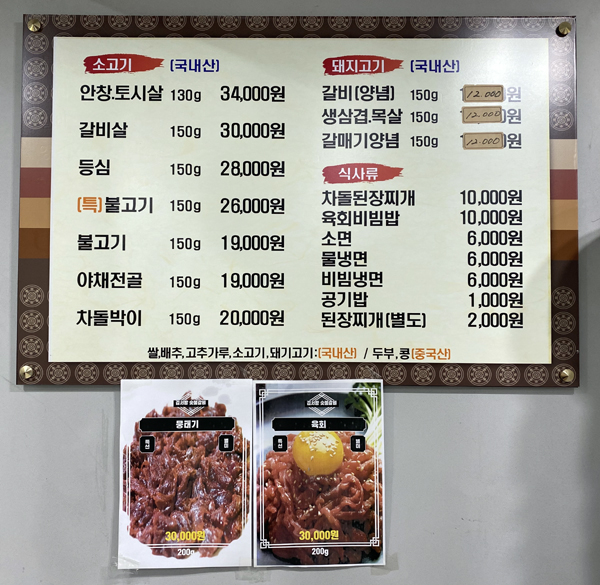 소고기 (국내산)
안창.토시살 130g 34,000원
갈비살 150g 30,000원
등심 150g 28,000원
(특)불고기 150g 26,000원
불고기 150g 19,000원
야채전골 150g 19,000원
차돌박이 150g 20,000원
돼지고기 (국내산)
갈비(양념) 150g 12.000원
생삼겹.목살 150g 12.000원
갈매기양념 150g 12.000원
식사류
차돌된장찌개 10,000원
육회비빔밥 10,000원
소면 6,000원
물냉면 6,000원
비빔냉면 6,000원
공기밥 1,000원
된장찌개(별도) 2,000원
쌀,배추,고추가루,소고기,돼기고기:(국내산) / 두부,콩(중국산)
뭉태기
30,000원
200g
육회
30,000원
200g